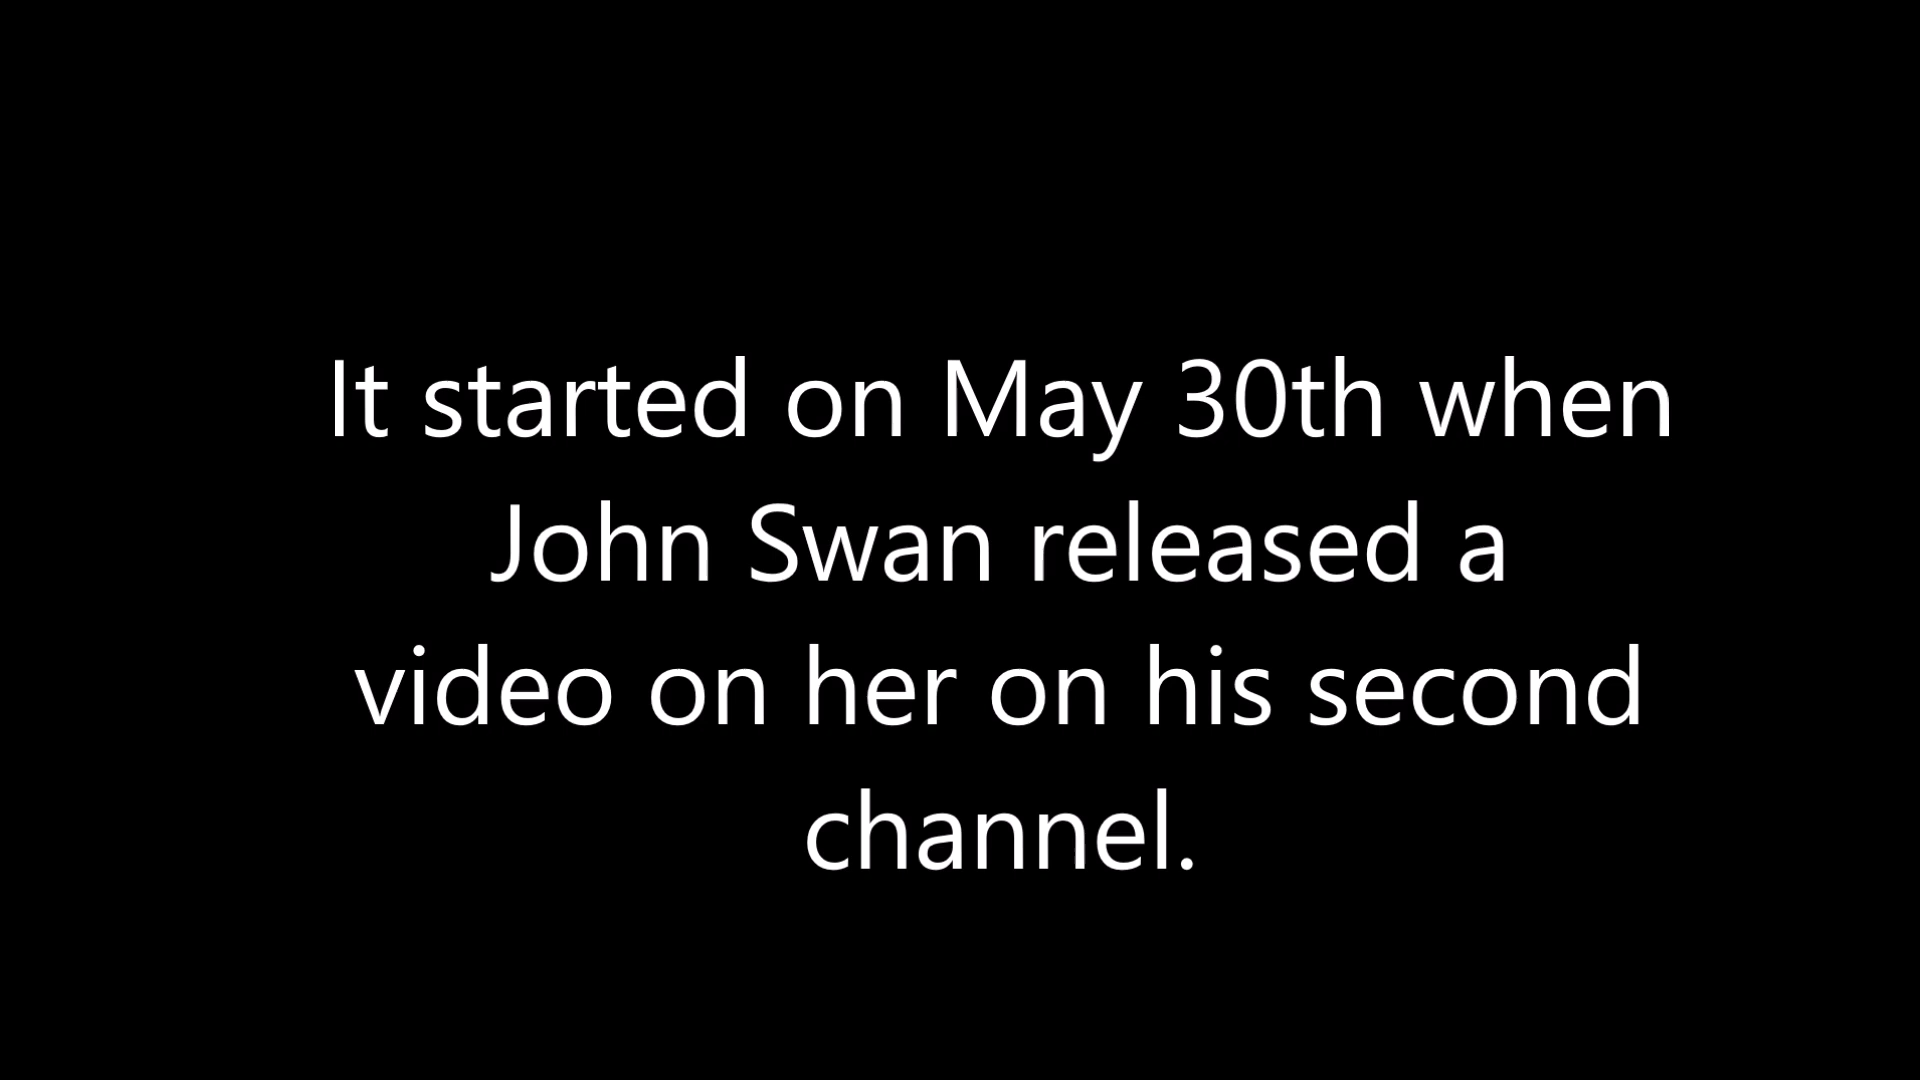 It started on May 30th when
John Swan released a
video on her on his second
channel.